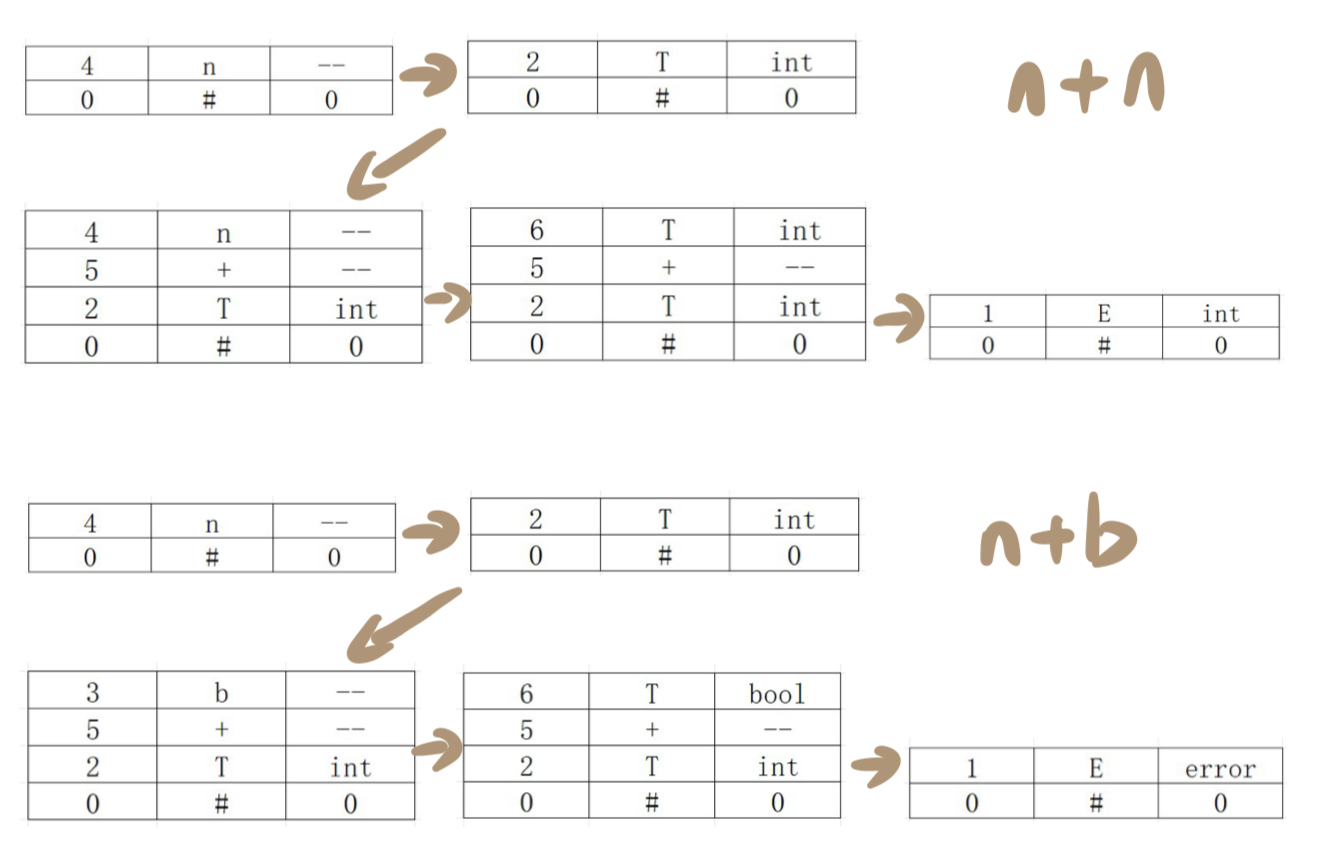 4 n --
0 # 0
2 T int
0 # 0
n+n
4 n --
5 + --
2 T int
0 # 0
6 T int
5 + --
2 T int
0 # 0
1 E int
0 # 0
4 n --
0 # 0
2 T int
0 # 0
n+b
3 b --
5 + --
2 T int
0 # 0
6 T bool
5 + --
2 T int
0 # 0
1 E error
0 # 0